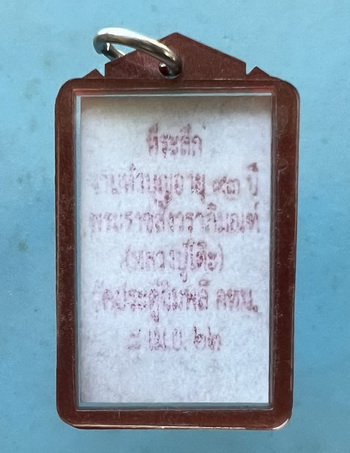 ที่ระลึก
งานทำบุญอายุ ๙๓ ปี
พระราชสังวราภิมณฑ์
(หลวงปู่โต๊ะ)
วัดประดู่ฉิมพลี กทม.
๘ เม.ย. ๒๒